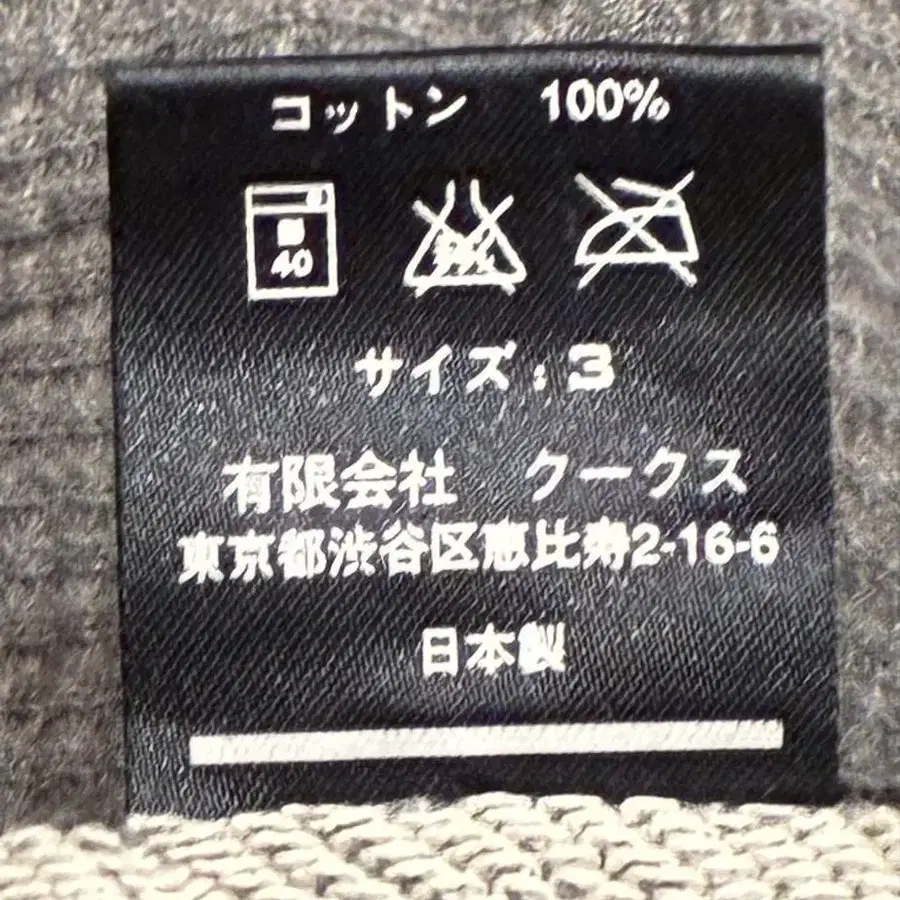 コットン 100%
40
サイズ：3
有限会社 クークス
東京都渋谷区恵比寿2-16-6
日本製